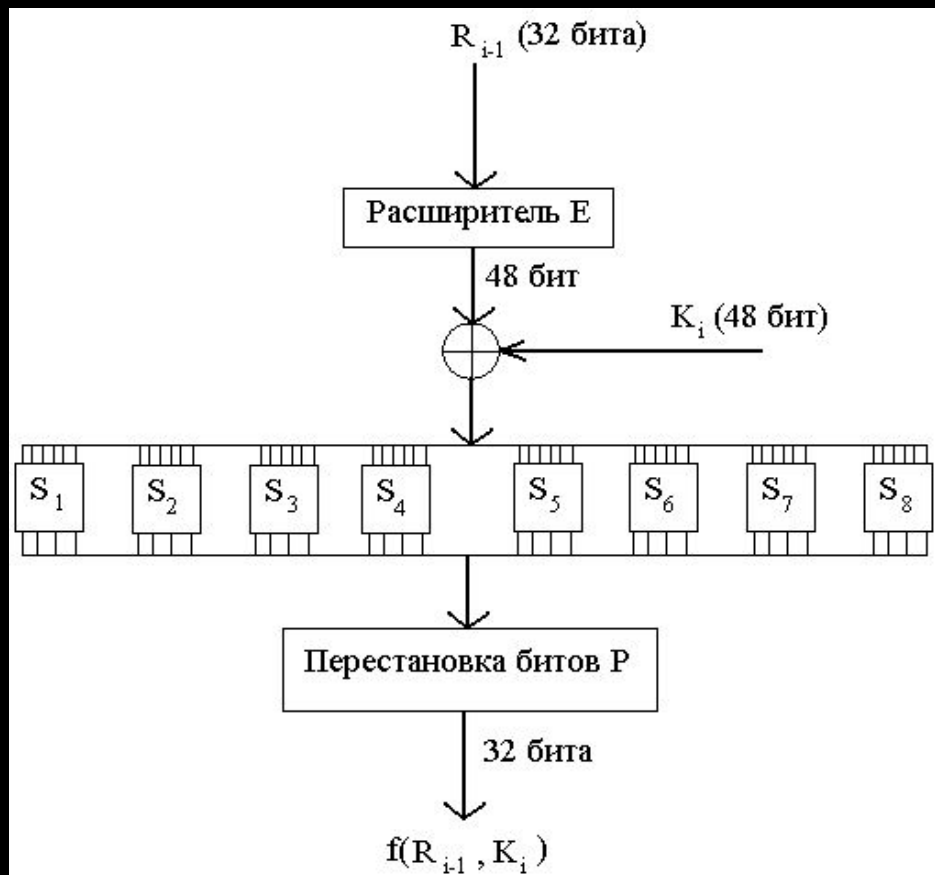 R i-1 (32 бита)
Расширитель E
48 бит
K i (48 бит)
S 1 S 2 S 3 S 4 S 5 S 6 S 7 S 8
Перестановка битов P
32 бита
f(R i-1 , K i )